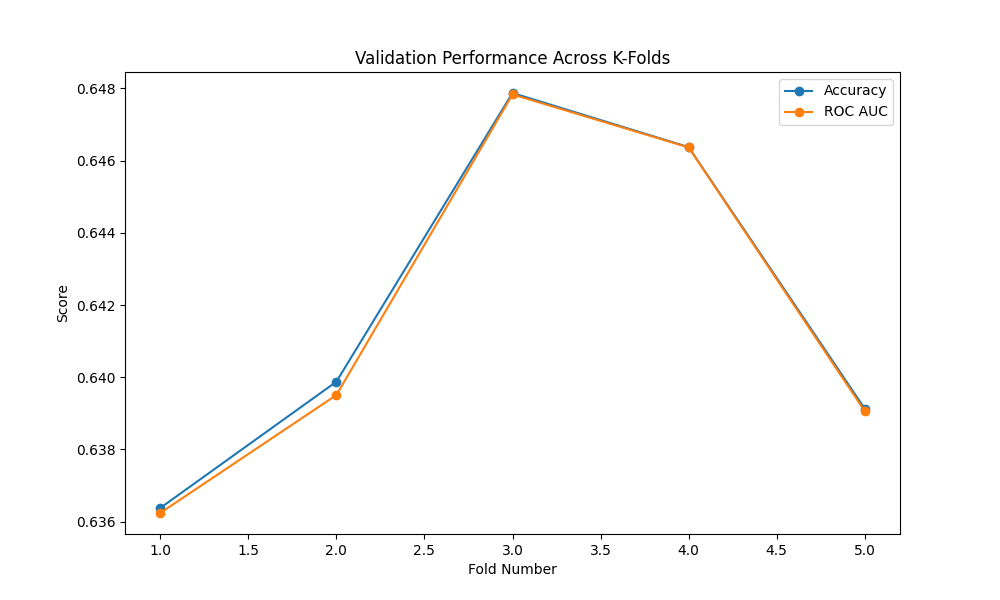 Validation Performance Across K-Folds
Accuracy
ROC AUC
0.648
0.646
0.644
0.642
0.640
0.638
0.636
Score
1.0 1.5 2.0 2.5 3.0 3.5 4.0 4.5 5.0
Fold Number